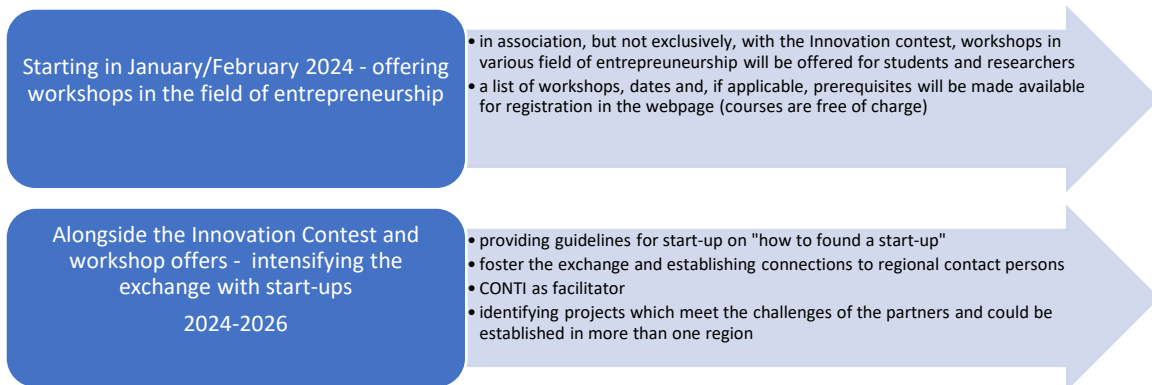 Starting in January/February 2024 - offering
workshops in the field of entrepreneurship
• in association, but not exclusively, with the Innovation contest, workshops in
various field of entrepreuneurship will be offered for students and researchers
• a list of workshops, dates and, if applicable, prerequisites will be made available
for registration in the webpage (courses are free of charge)
Alongside the Innovation Contest and
workshop offers - intensifying the
exchange with start-ups
2024-2026
• providing guidelines for start-up on "how to found a start-up"
• foster the exchange and establishing connections to regional contact persons
• CONTI as facilitator
• identifying projects which meet the challenges of the partners and could be
established in more than one region